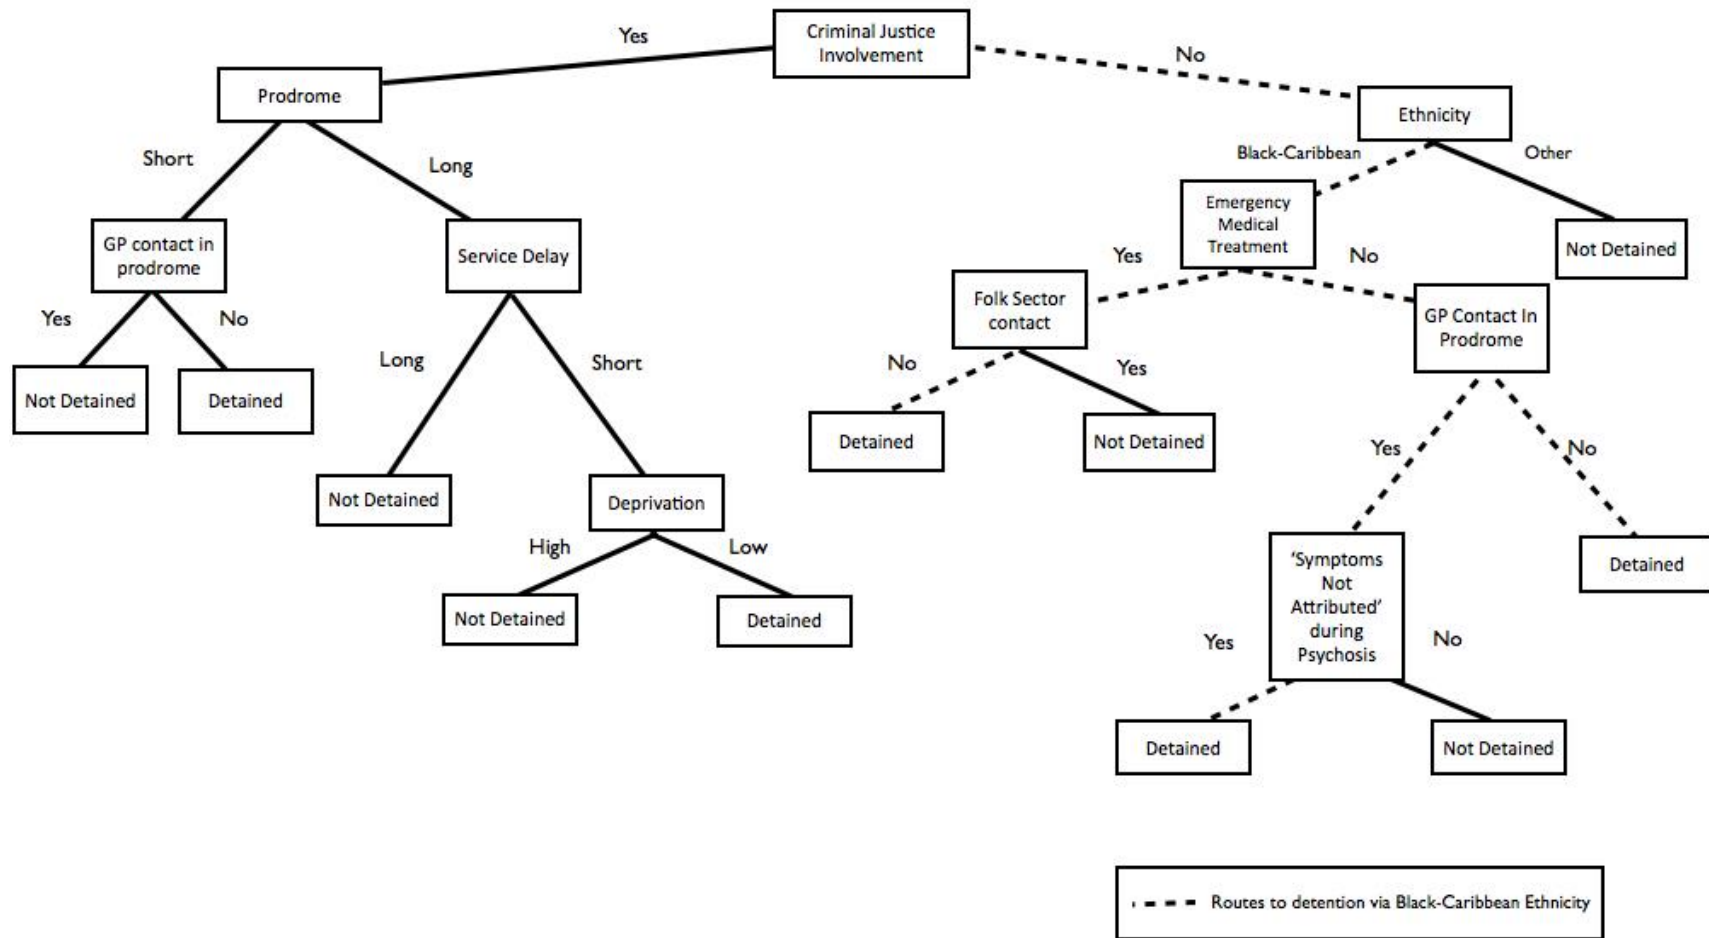 Criminal Justice
Involvement
Yes
No
Prodrome
Ethnicity
Short
Long
Black-Caribbean
Other
GP contact in
prodrome
Service Delay
Emergency
Medical
Treatment
Not Detained
Yes
No
Yes
No
Folk Sector
contact
GP Contact In
Prodrome
Long
Short
No
Yes
Not Detained
Detained
Detained
Not Detained
Yes
No
Not Detained
Deprivation
High
Low
'Symptoms
Not
Attributed'
during
Psychosis
Detained
Not Detained
Detained
Yes
No
Detained
Not Detained
Routes to detention via Black-Caribbean Ethnicity